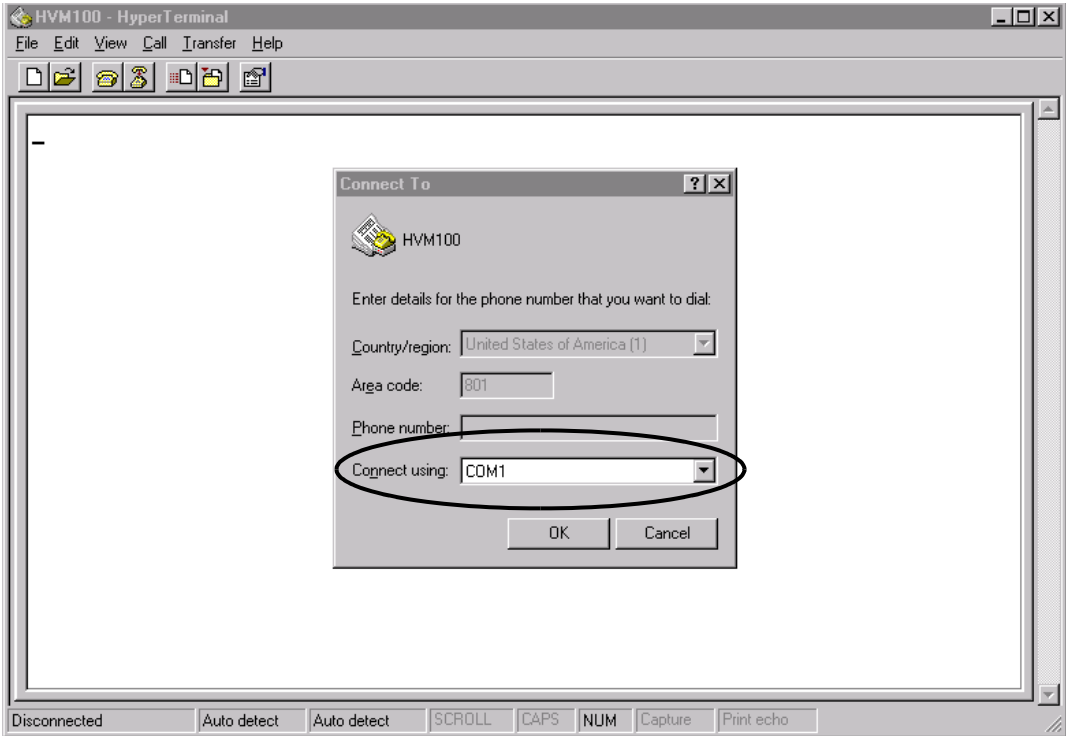 HVM100 - HyperTerminal
File Edit View Call Transfer Help
Connect To
HVM100
Enter details for the phone number that you want to dial:
Country/region: United States of America (1)
Area code: 801
Phone number:
Connect using: COM1
OK Cancel
Disconnected Auto detect Auto detect SCROLL CAPS NUM Capture Print echo